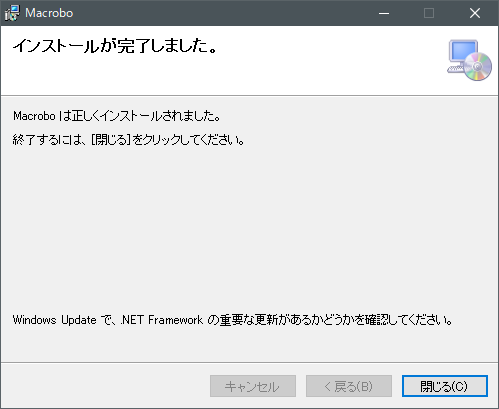 Macrobo
インストールが完了しました。
Macrobo は正しくインストールされました。
終了するには、[閉じる]をクリックしてください。
Windows Update で、.NET Framework の重要な更新があるかどうかを確認してください。
キャンセル
< 戻る(B)
閉じる(C)